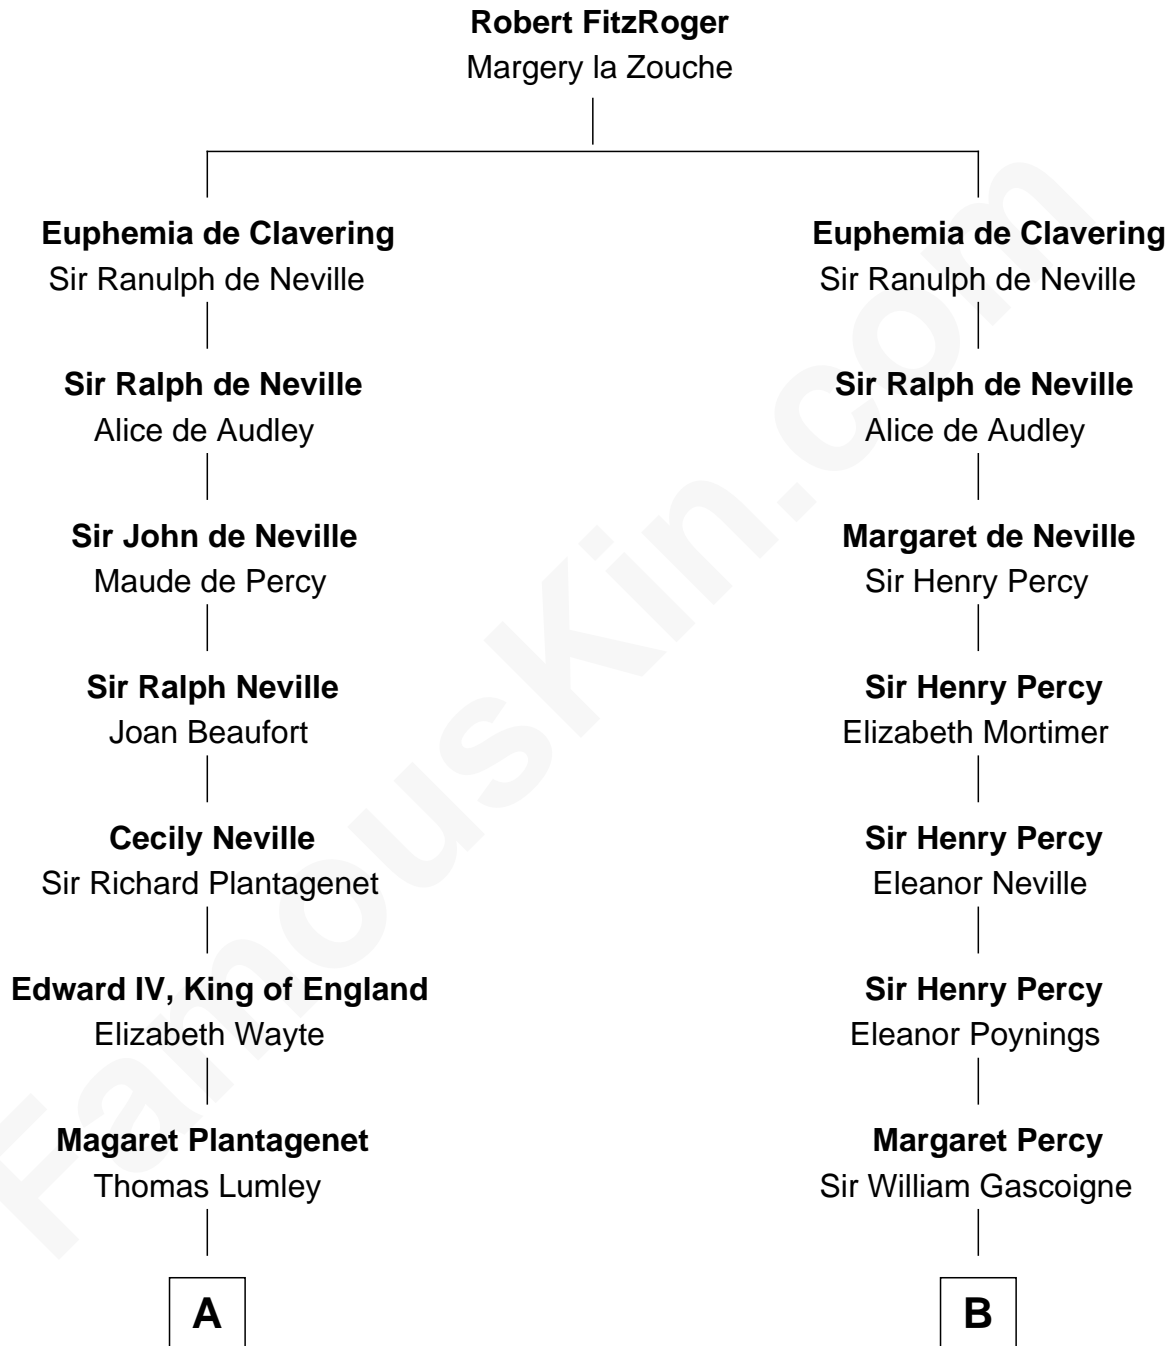 Robert FitzRoger
Margery la Zouche
Euphemia de Clavering
Sir Ranulph de Neville
Euphemia de Clavering
Sir Ranulph de Neville
Sir Ralph de Neville
Alice de Audley
Sir Ralph de Neville
Alice de Audley
Sir John de Neville
Maude de Percy
Margaret de Neville
Sir Henry Percy
Sir Ralph Neville
Joan Beaufort
Sir Henry Percy
Elizabeth Mortimer
Cecily Neville
Sir Richard Plantagenet
Sir Henry Percy
Eleanor Neville
Edward IV, King of England
Elizabeth Wayte
Sir Henry Percy
Eleanor Poynings
Magaret Plantagenet
Thomas Lumley
Margaret Percy
Sir William Gascoigne
A
B
FamousKin.com